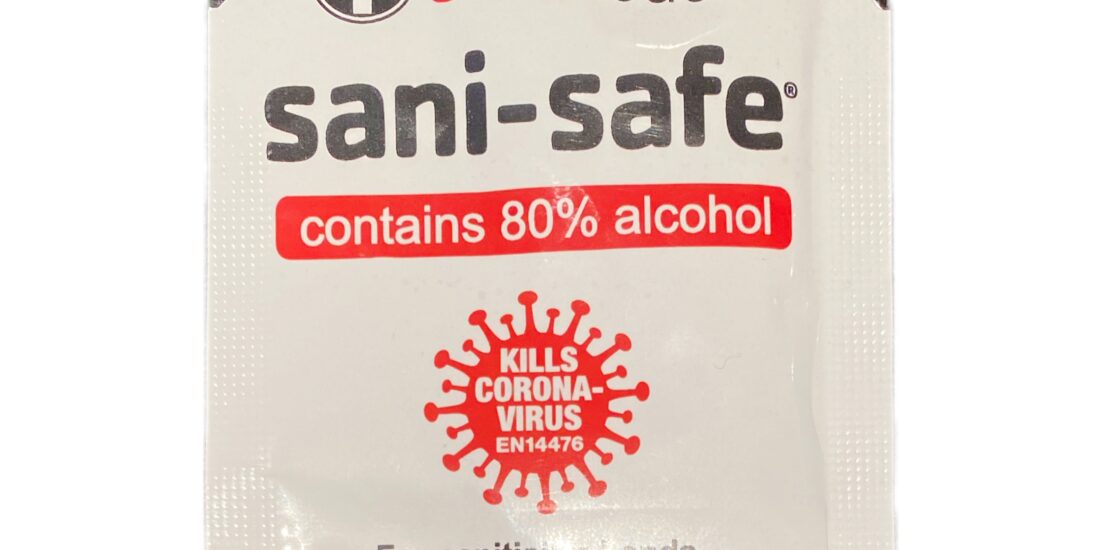 sani-safe®
contains 80% alcohol
KILLS
CORONA-
VIRUS
EN14476